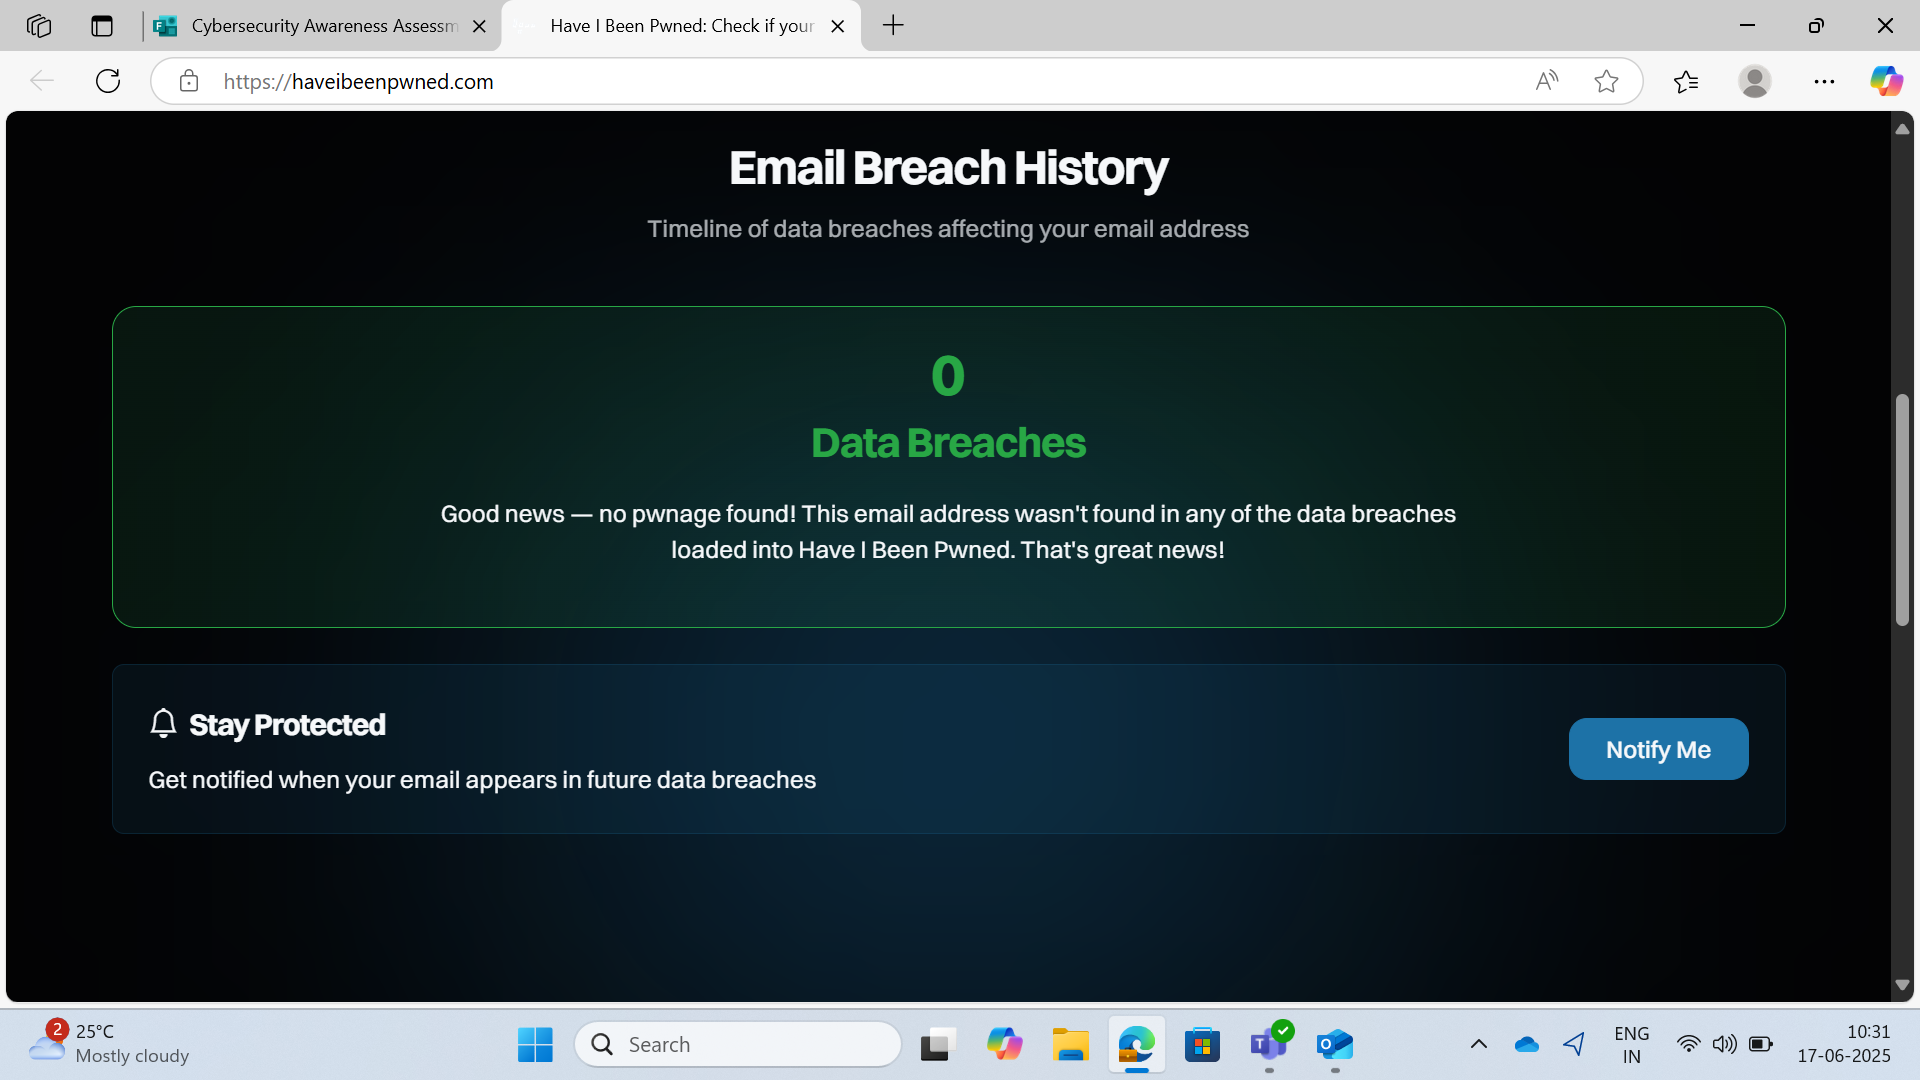 Cybersecurity Awareness Assessm
Have I Been Pwned: Check if your
https://haveibeenpwned.com
Email Breach History
Timeline of data breaches affecting your email address
0
Data Breaches
Good news — no pwnage found! This email address wasn't found in any of the data breaches
loaded into Have I Been Pwned. That's great news!
Stay Protected
Get notified when your email appears in future data breaches
Notify Me
2
25°C
Mostly cloudy
Search
ENG
IN
10:31
17-06-2025